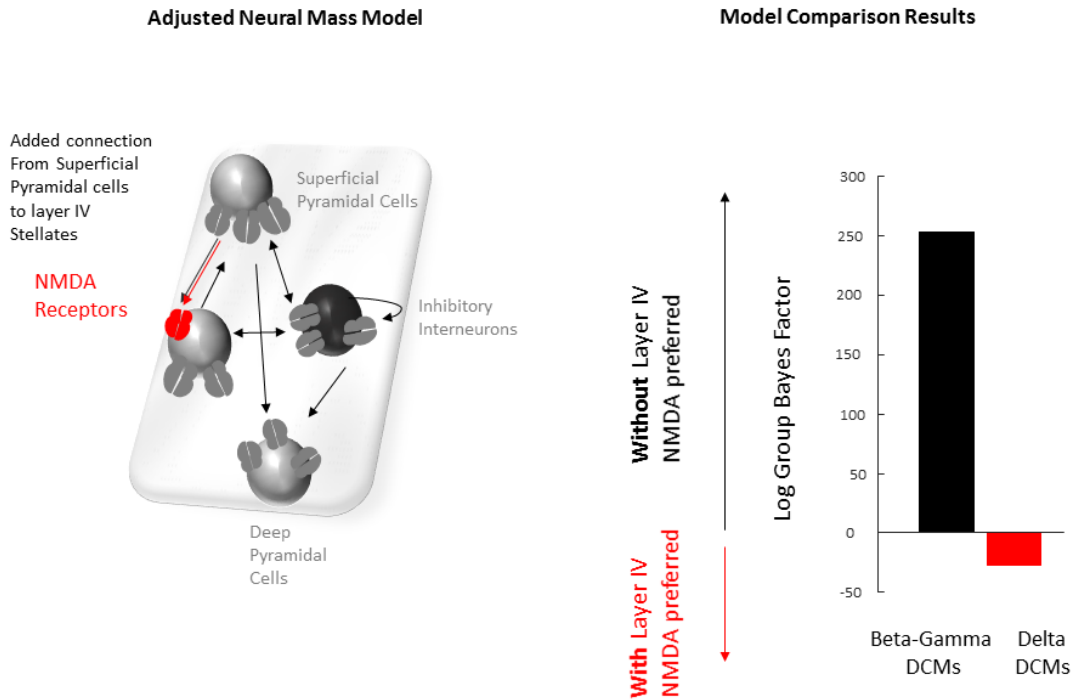 Adjusted Neural Mass Model
Added connection
From Superficial
Pyramidal cells
to layer IV
Stellates
NMDA
Receptors
Superficial
Pyramidal Cells
Inhibitory
Interneurons
Deep
Pyramidal
Cells
Model Comparison Results
Without Layer IV
NMDA preferred
With Layer IV
NMDA preferred
Log Group Bayes Factor
300
250
200
150
100
50
0
-50
Beta-Gamma
DCMs
Delta
DCMs